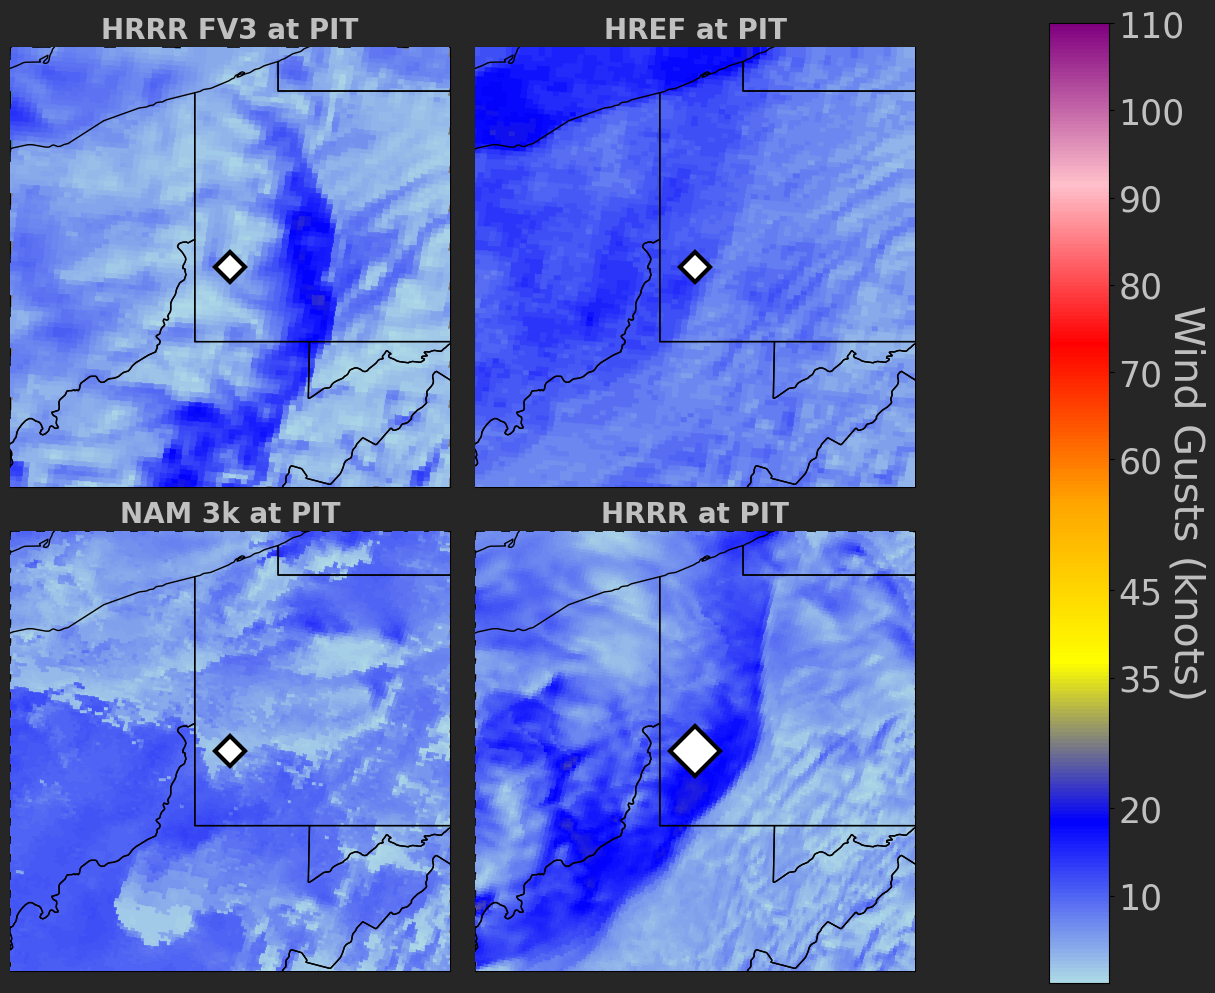 HRRR FV3 at PIT
HREF at PIT
NAM 3k at PIT
HRRR at PIT
110
100
90
80
70
60
45
35
20
10
Wind Gusts (knots)